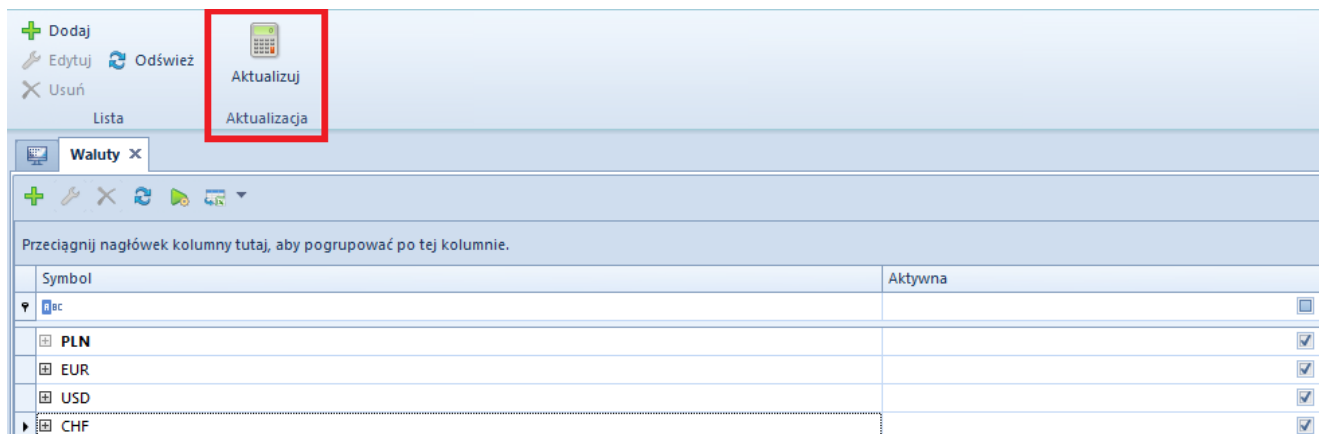 Dodaj
Edytuj Odśwież
Usuń
Lista
Aktualizuj
Aktualizacja
Waluty
Przeciągnij nagłówek kolumny tutaj, aby pogrupować po tej kolumnie.
Symbol Aktywna
ABC
PLN
EUR
USD
CHF